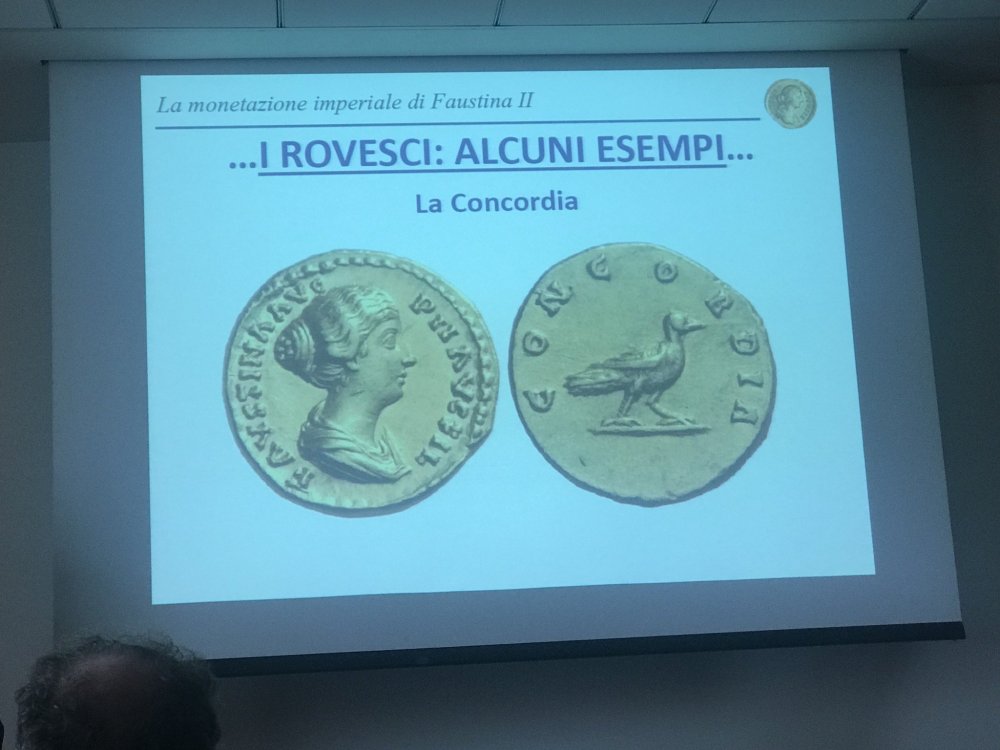 La monetazione imperiale di Faustina II
...I ROVESCI: ALCUNI ESEMPI...
La Concordia
FAVSTINA AVG PII AVG FIL
CONCORDIA